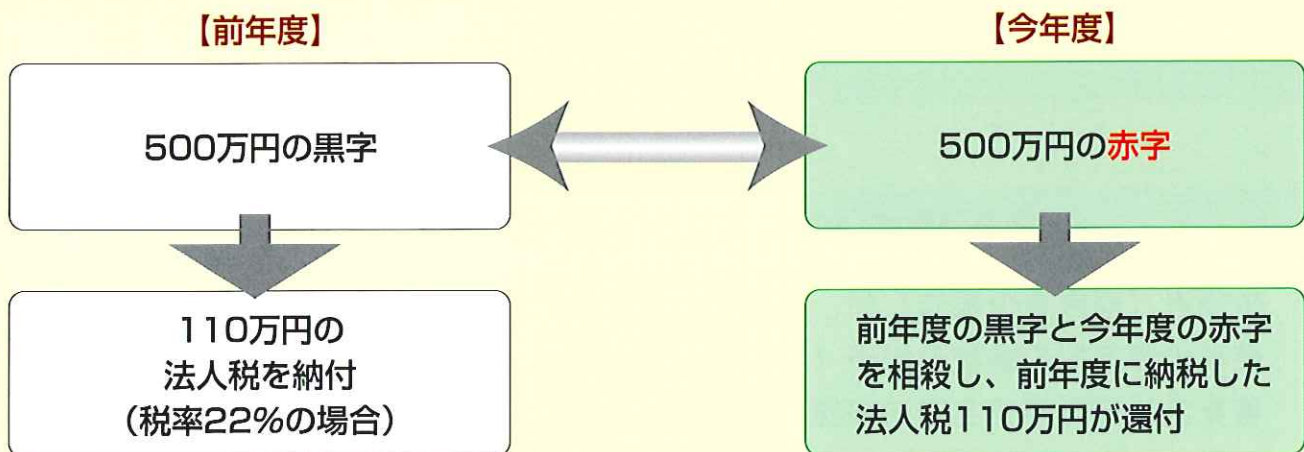 【前年度】
500万円の黒字
110万円の
法人税を納付
（税率22%の場合）
【今年度】
500万円の赤字
前年度の黒字と今年度の赤字
を相殺し、前年度に納税した
法人税110万円が還付